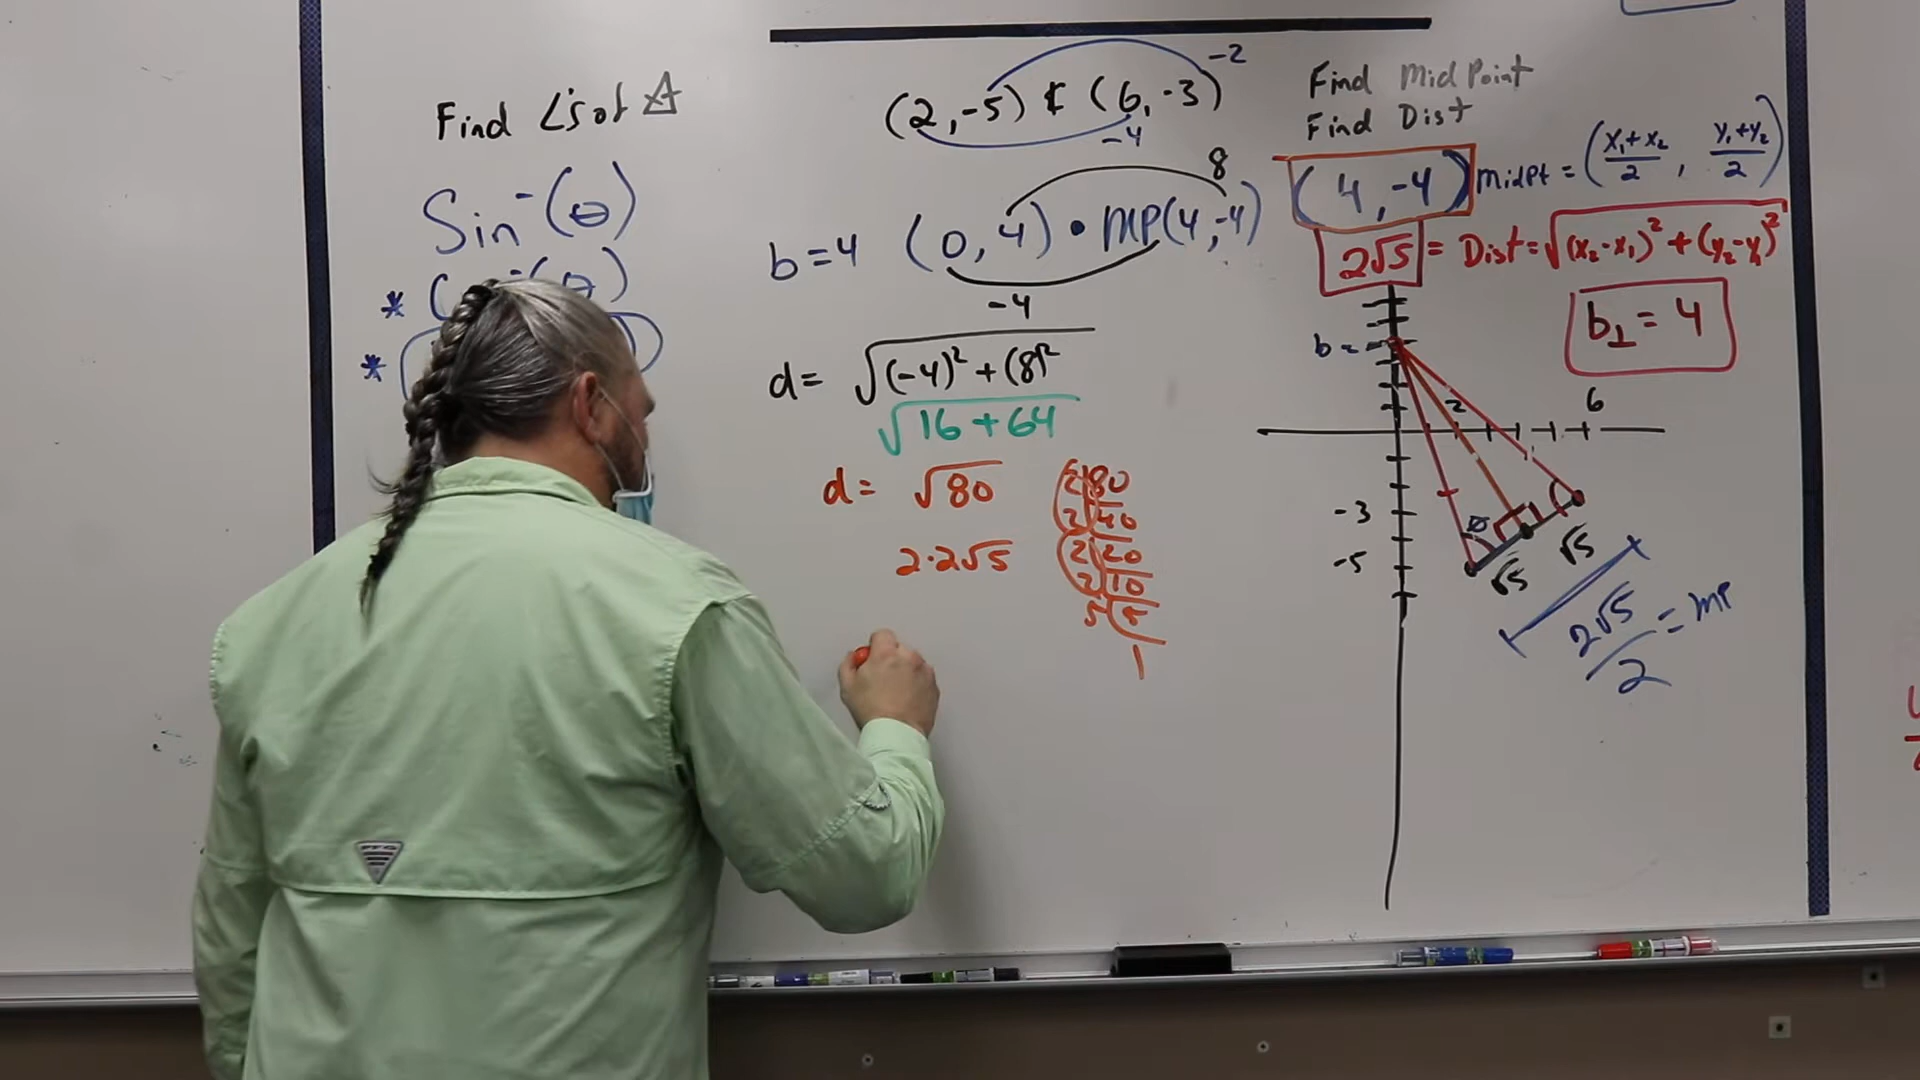 Find ∠'s of △
Sin⁻(θ)
* C ⁻(θ)
*
(2,-5) & (6,-3)
-2
-4
b=4 (0,4) • MP(4,-4)
8
-4
d= √(-4)² + (8)²
√16+64
d= √80
2·2√5
2 80
2 40
2 20
2 10
5 5
1
Find MidPoint
Find Dist
(4,-4) MidPt = (x₁+x₂/2, y₁+y₂/2)
2√5 = Dist=√(x₂-x₁)² + (y₂-y₁)²
b⊥ = 4
b=
2
6
-3
-5
θ
√5
√5
2√5/2 = MP
PFG